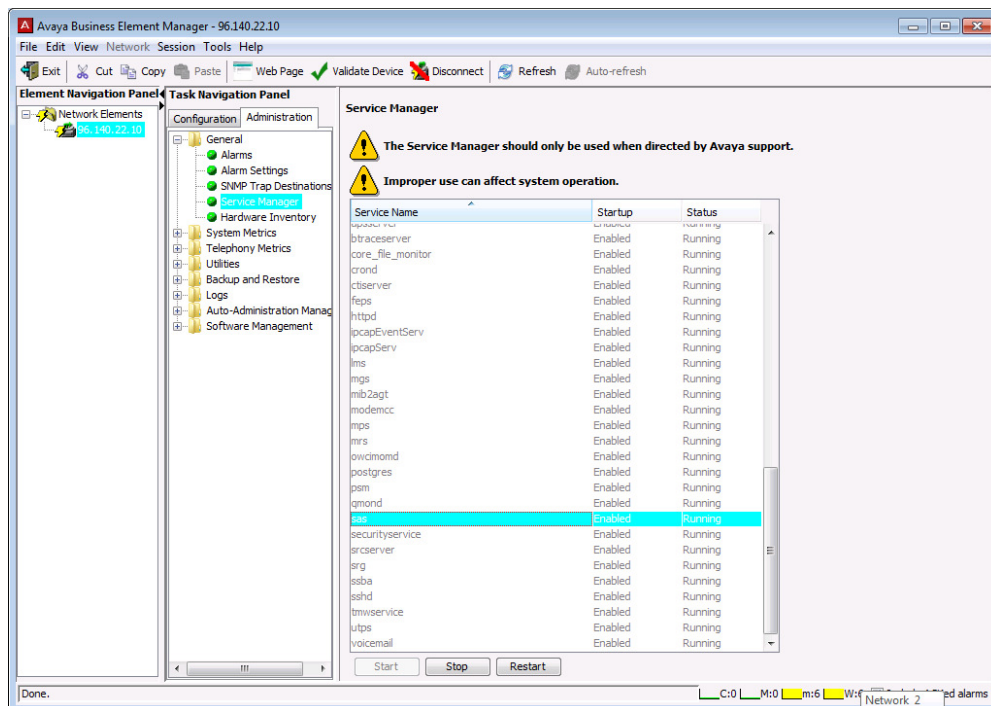 Avaya Business Element Manager - 96.140.22.10
File Edit View Network Session Tools Help
Exit Cut Copy Paste Web Page Validate Device Disconnect Refresh Auto-refresh
Element Navigation Panel
Network Elements
96.140.22.10
Task Navigation Panel
Configuration Administration
General
Alarms
Alarm Settings
SNMP Trap Destinations
Service Manager
Hardware Inventory
System Metrics
Telephony Metrics
Utilities
Backup and Restore
Logs
Auto-Administration Manag
Software Management
Service Manager
The Service Manager should only be used when directed by Avaya support.
Improper use can affect system operation.
Service Name Startup Status
Enabled Running
btraceserver Enabled Running
core_file_monitor Enabled Running
crond Enabled Running
ctiserver Enabled Running
feps Enabled Running
httpd Enabled Running
ipcapEventServ Enabled Running
ipcapServ Enabled Running
lms Enabled Running
mgs Enabled Running
mib2agt Enabled Running
modemcc Enabled Running
mps Enabled Running
mrs Enabled Running
owcimomd Enabled Running
postgres Enabled Running
psm Enabled Running
qmond Enabled Running
sas Enabled Running
securityservice Enabled Running
srcserver Enabled Running
srg Enabled Running
ssba Enabled Running
sshd Enabled Running
tmwservice Enabled Running
utps Enabled Running
voicemail Enabled Running
Start Stop Restart
Done.
C:0 M:0 m:6 alarms
Network 2